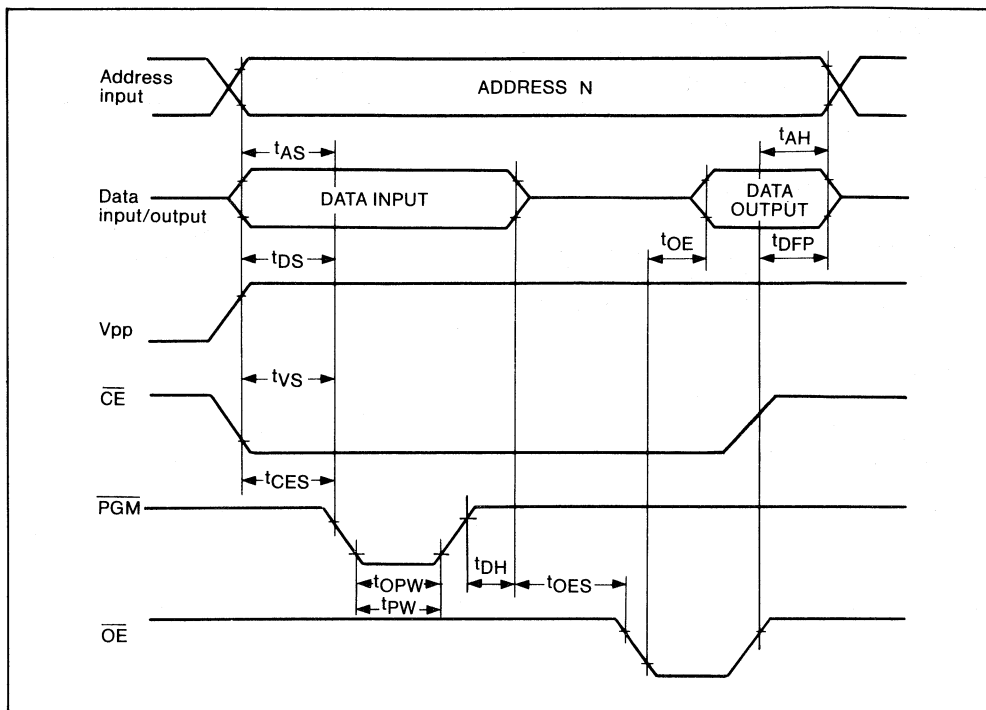 Address
input
ADDRESS N
tAS
tAH
Data
input/output
DATA INPUT
DATA
OUTPUT
tDS
tOE
tDFP
Vpp
tVS
CE
tCES
PGM
tDH
tOES
tOPW
tPW
OE